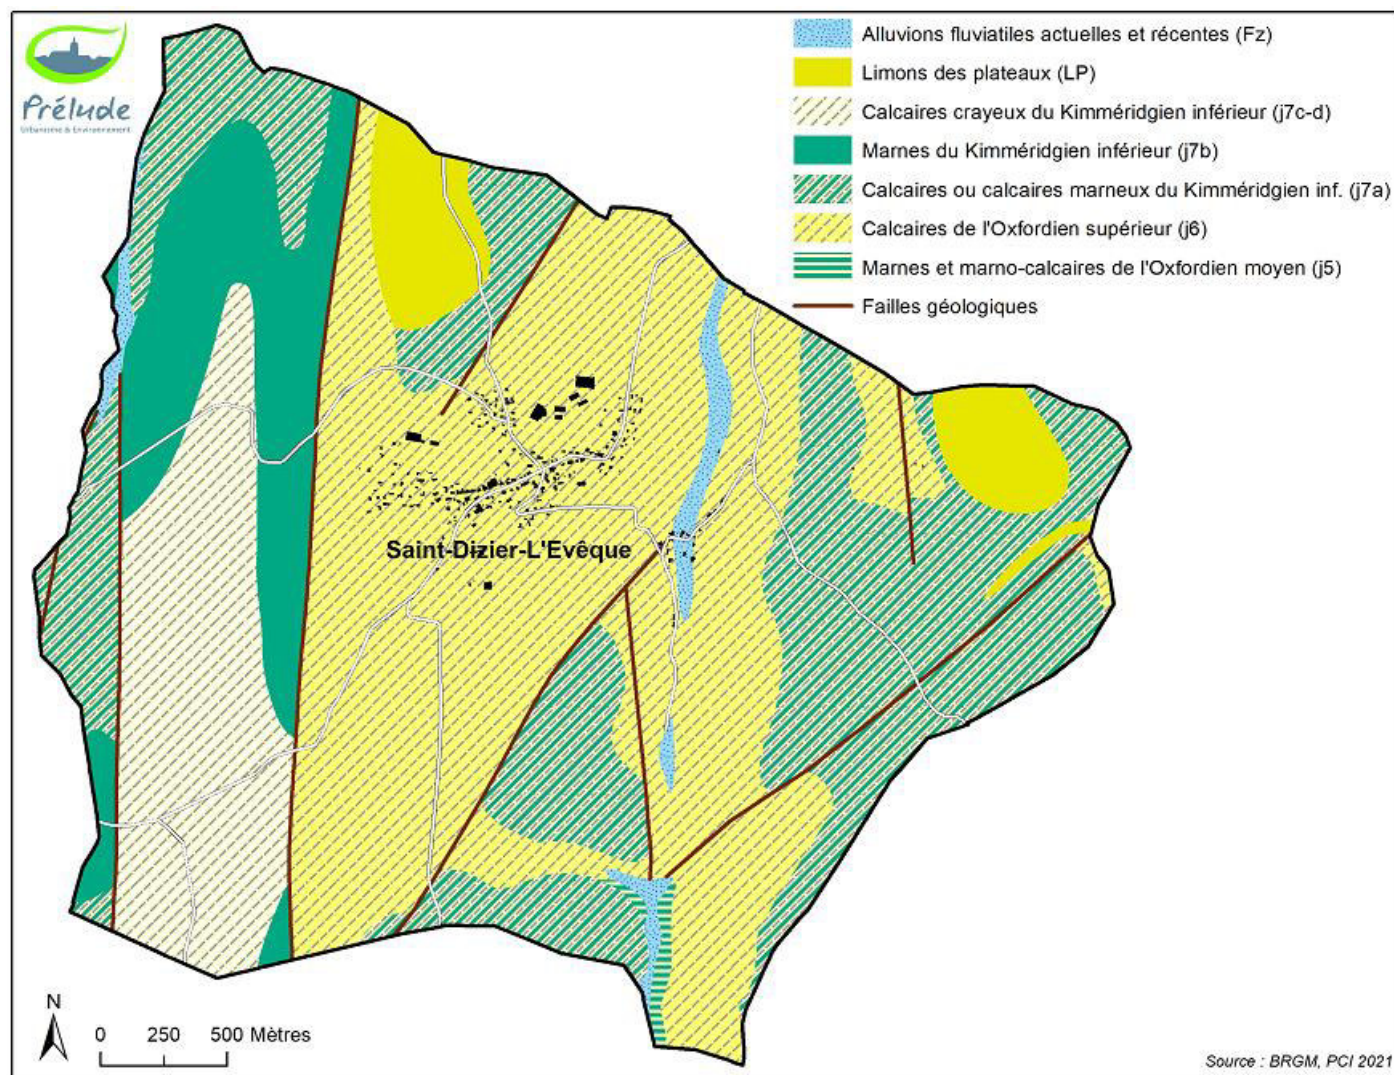 Prélude
Urbanisme & Environnement
Alluvions fluviatiles actuelles et récentes (Fz)
Limons des plateaux (LP)
Calcaires crayeux du Kimméridgien inférieur (j7c-d)
Marnes du Kimméridgien inférieur (j7b)
Calcaires ou calcaires marneux du Kimméridgien inf. (j7a)
Calcaires de l'Oxfordien supérieur (j6)
Marnes et marno-calcaires de l'Oxfordien moyen (j5)
Failles géologiques
Saint-Dizier-L'Evêque
N
0 250 500 Mètres
Source : BRGM, PCI 2021